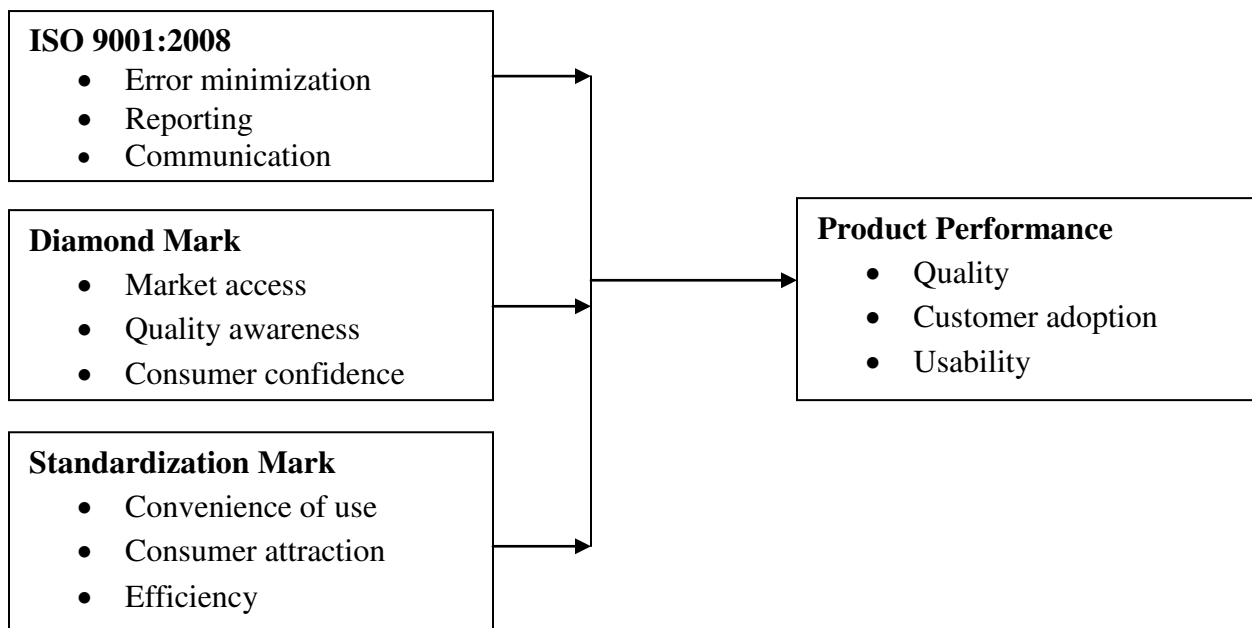 ISO 9001:2008
• Error minimization
• Reporting
• Communication
Diamond Mark
• Market access
• Quality awareness
• Consumer confidence
Standardization Mark
• Convenience of use
• Consumer attraction
• Efficiency
Product Performance
• Quality
• Customer adoption
• Usability